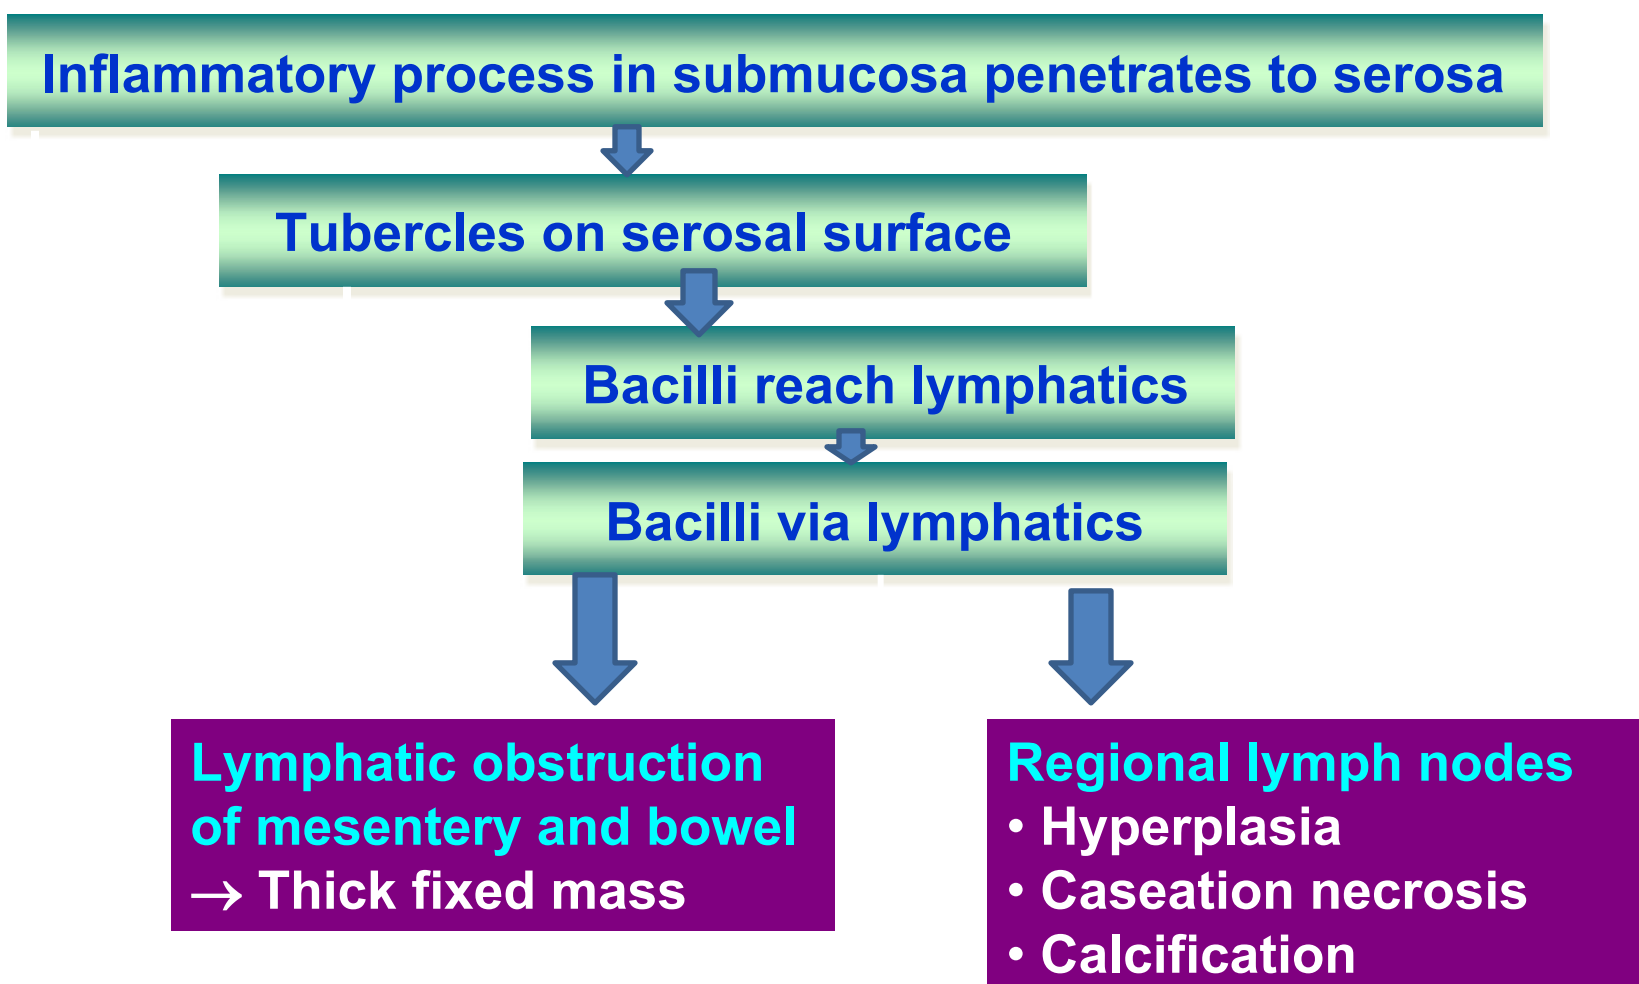 Inflammatory process in submucosa penetrates to serosa
Tubercles on serosal surface
Bacilli reach lymphatics
Bacilli via lymphatics
Lymphatic obstruction
of mesentery and bowel
→ Thick fixed mass
Regional lymph nodes
• Hyperplasia
• Caseation necrosis
• Calcification